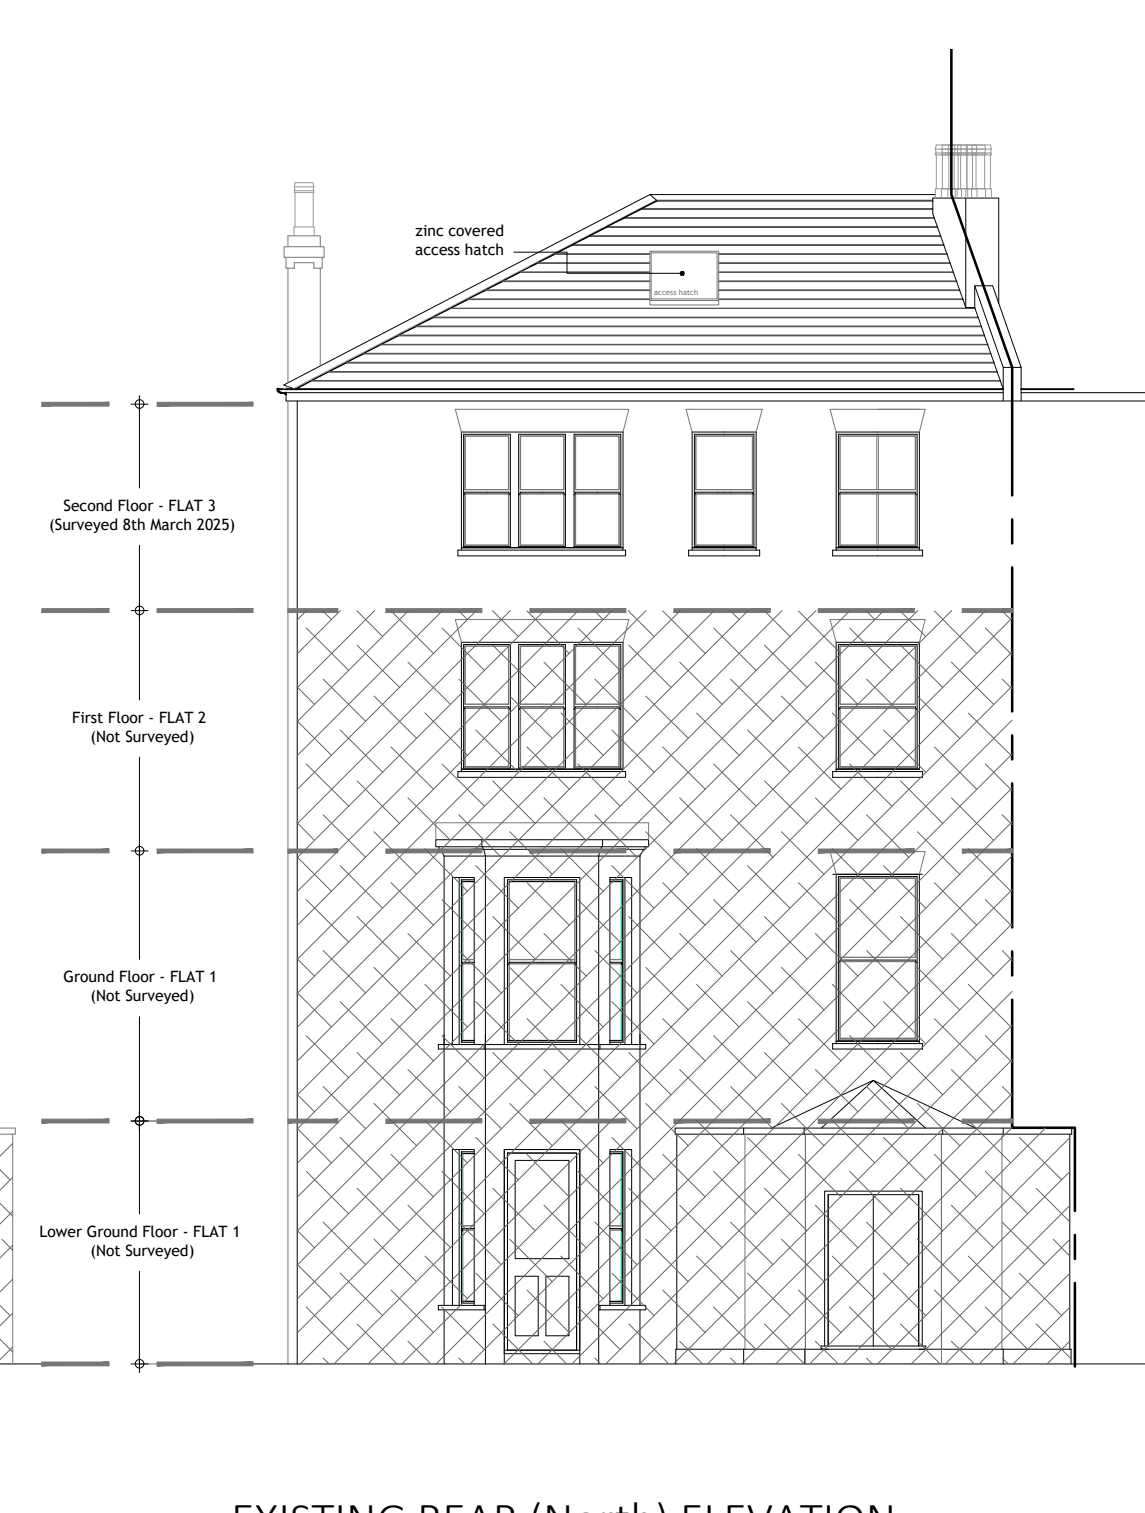 zinc covered
access hatch
access hatch
Second Floor - FLAT 3
(Surveyed 8th March 2025)
First Floor - FLAT 2
(Not Surveyed)
Ground Floor - FLAT 1
(Not Surveyed)
Lower Ground Floor - FLAT 1
(Not Surveyed)
EXISTING REAR (North) ELEVATION